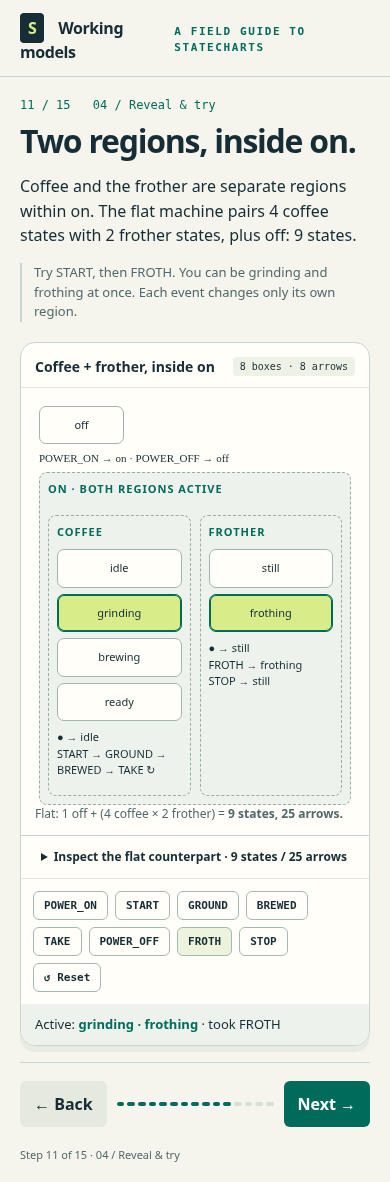 S Working models
A FIELD GUIDE TO
STATECHARTS
11 / 15 04 / Reveal & try
Two regions, inside on.
Coffee and the frother are separate regions
within on. The flat machine pairs 4 coffee
states with 2 frother states, plus off: 9 states.
Try START, then FROTH. You can be grinding and
frothing at once. Each event changes only its own
region.
Coffee + frother, inside on
8 boxes · 8 arrows
off
POWER_ON → on · POWER_OFF → off
ON · BOTH REGIONS ACTIVE
COFFEE
idle
grinding
brewing
ready
● → idle
START → GROUND →
BREWED → TAKE ↻
FROTHER
still
frothing
● → still
FROTH → frothing
STOP → still
Flat: 1 off + (4 coffee × 2 frother) = 9 states, 25 arrows.
▶ Inspect the flat counterpart · 9 states / 25 arrows
POWER_ON START GROUND BREWED
TAKE POWER_OFF FROTH STOP
↺ Reset
Active: grinding · frothing · took FROTH
← Back
Next →
Step 11 of 15 · 04 / Reveal & try